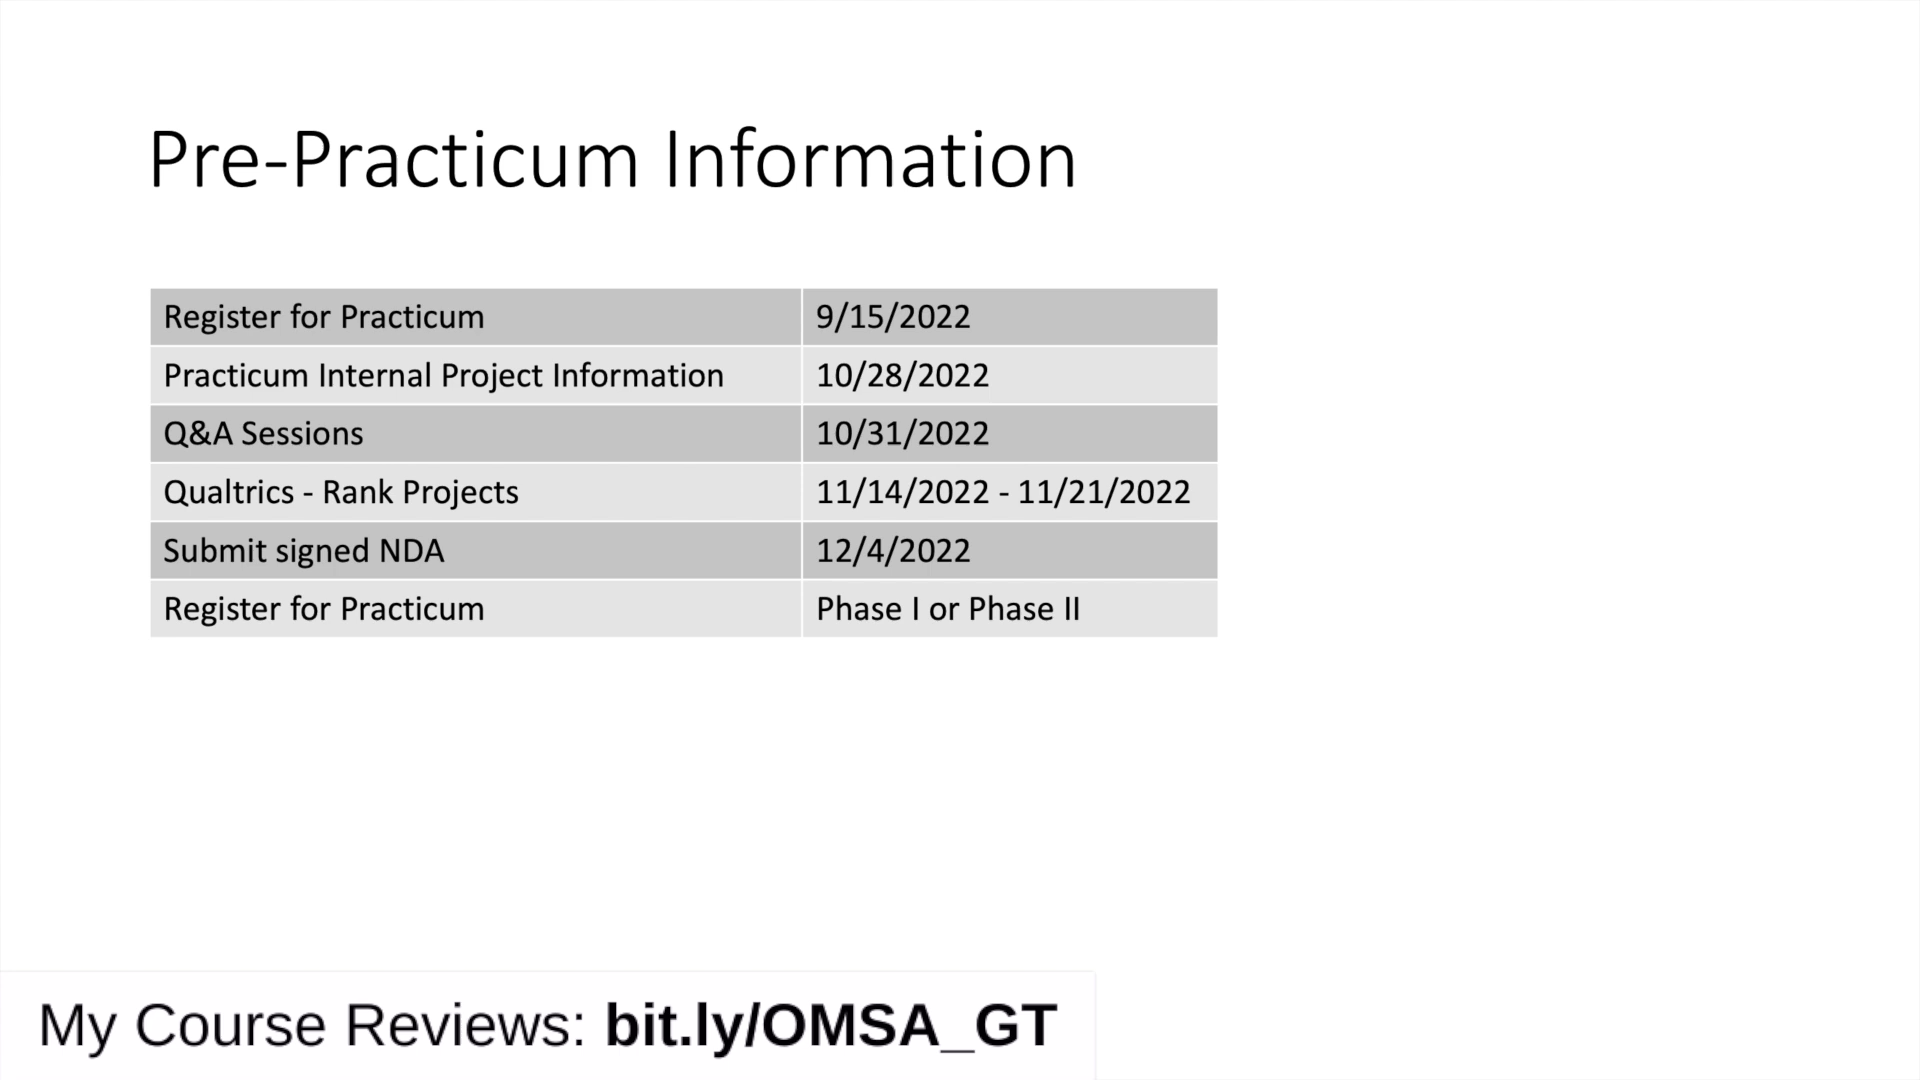 Pre-Practicum Information
Register for Practicum 9/15/2022
Practicum Internal Project Information 10/28/2022
Q&A Sessions 10/31/2022
Qualtrics - Rank Projects 11/14/2022 - 11/21/2022
Submit signed NDA 12/4/2022
Register for Practicum Phase I or Phase II
My Course Reviews: bit.ly/OMSA_GT